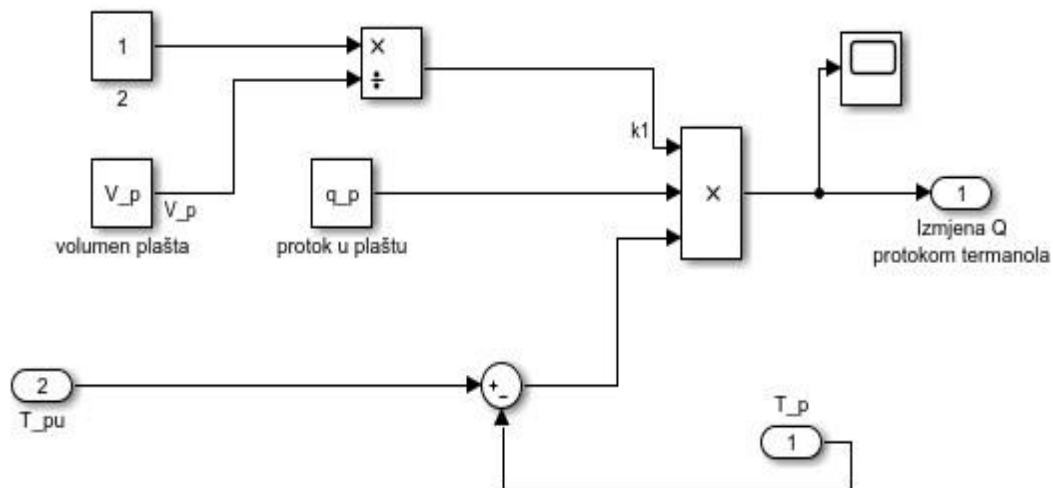 1
×
÷
2
k1
V_p
V_p
q_p
×
volumen plašta
protok u plaštu
1
Izmjena Q
protokom termanola
2
T_pu
+
-
T_p
1